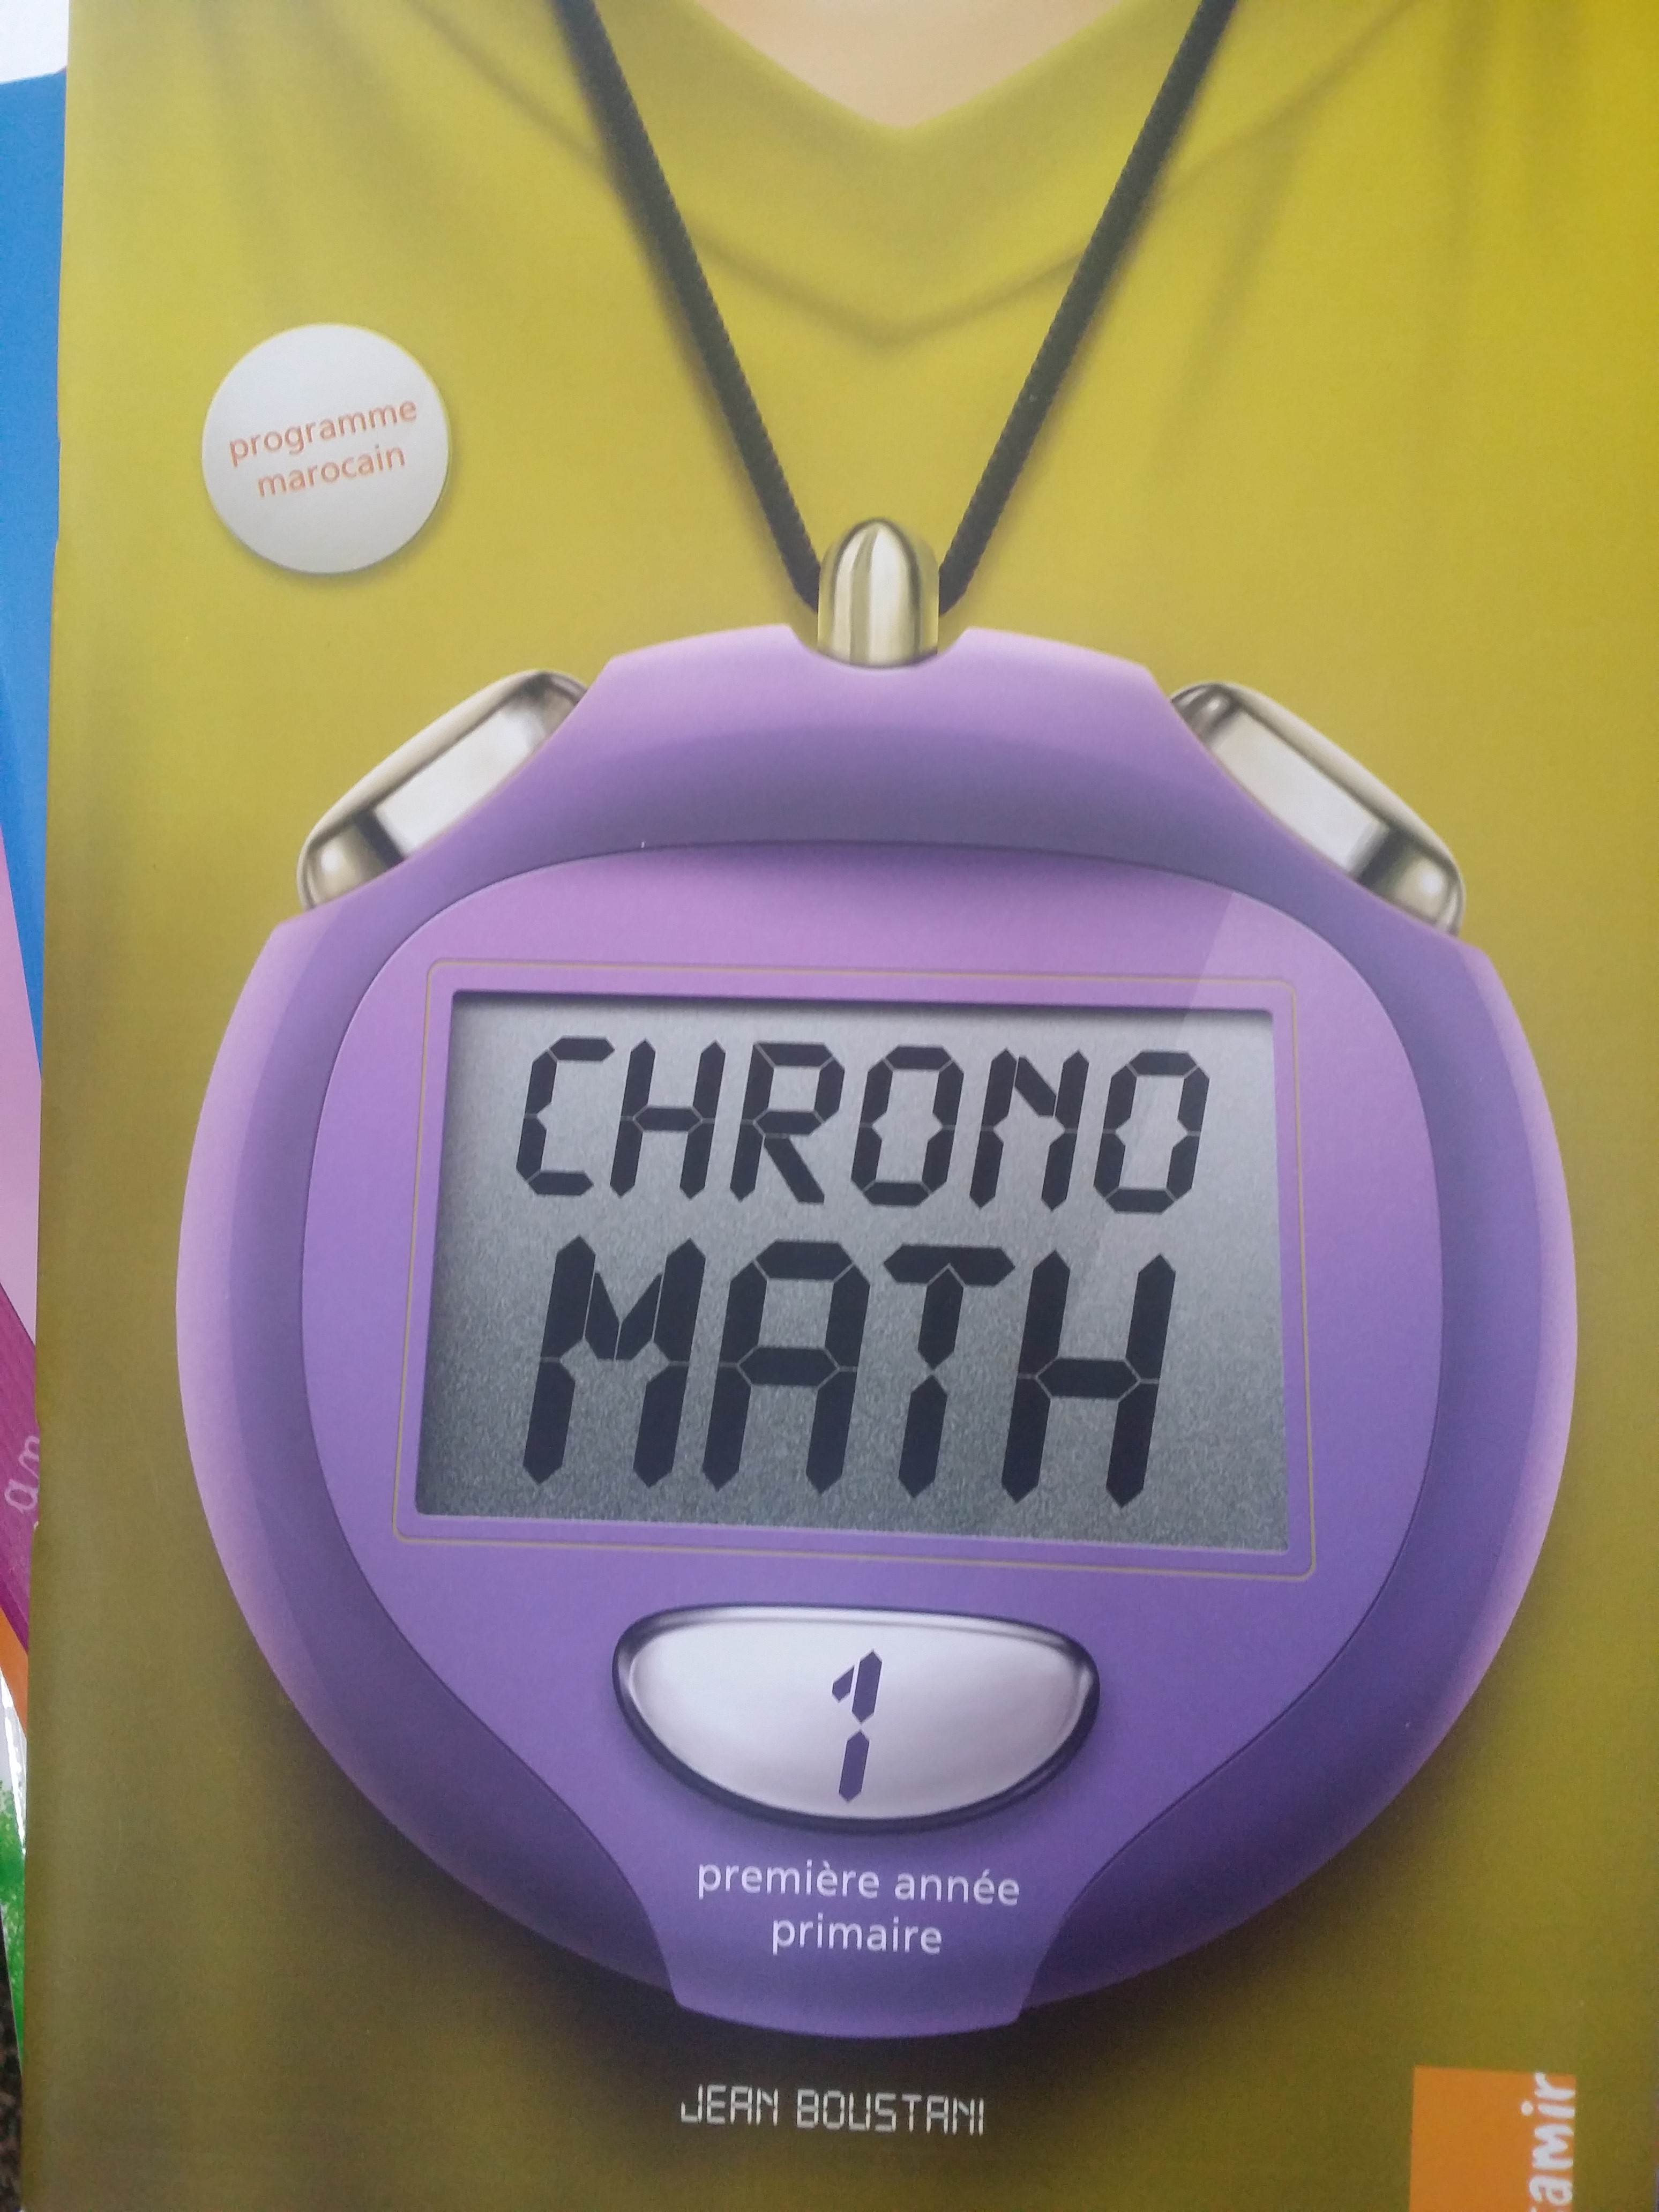 programme
marocain
CHRONO
MATH
1
première année
primaire
JEAN BOUSTANI